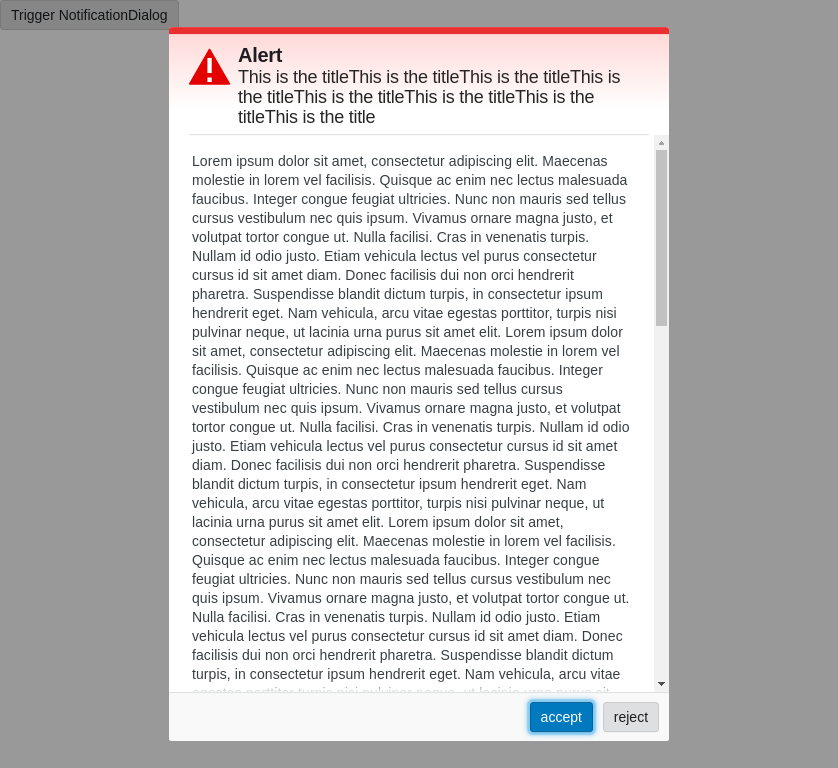 Trigger NotificationDialog
Alert
This is the titleThis is the titleThis is the titleThis is
the titleThis is the titleThis is the titleThis is the
titleThis is the title
Lorem ipsum dolor sit amet, consectetur adipiscing elit. Maecenas
molestie in lorem vel facilisis. Quisque ac enim nec lectus malesuada
faucibus. Integer congue feugiat ultricies. Nunc non mauris sed tellus
cursus vestibulum nec quis ipsum. Vivamus ornare magna justo, et
volutpat tortor congue ut. Nulla facilisi. Cras in venenatis turpis.
Nullam id odio justo. Etiam vehicula lectus vel purus consectetur
cursus id sit amet diam. Donec facilisis dui non orci hendrerit
pharetra. Suspendisse blandit dictum turpis, in consectetur ipsum
hendrerit eget. Nam vehicula, arcu vitae egestas porttitor, turpis nisi
pulvinar neque, ut lacinia urna purus sit amet elit. Lorem ipsum dolor
sit amet, consectetur adipiscing elit. Maecenas molestie in lorem vel
facilisis. Quisque ac enim nec lectus malesuada faucibus. Integer
congue feugiat ultricies. Nunc non mauris sed tellus cursus
vestibulum nec quis ipsum. Vivamus ornare magna justo, et volutpat
tortor congue ut. Nulla facilisi. Cras in venenatis turpis. Nullam id odio
justo. Etiam vehicula lectus vel purus consectetur cursus id sit amet
diam. Donec facilisis dui non orci hendrerit pharetra. Suspendisse
blandit dictum turpis, in consectetur ipsum hendrerit eget. Nam
vehicula, arcu vitae egestas porttitor, turpis nisi pulvinar neque, ut
lacinia urna purus sit amet elit. Lorem ipsum dolor sit amet,
consectetur adipiscing elit. Maecenas molestie in lorem vel facilisis.
Quisque ac enim nec lectus malesuada faucibus. Integer congue
feugiat ultricies. Nunc non mauris sed tellus cursus vestibulum nec
quis ipsum. Vivamus ornare magna justo, et volutpat tortor congue ut.
Nulla facilisi. Cras in venenatis turpis. Nullam id odio justo. Etiam
vehicula lectus vel purus consectetur cursus id sit amet diam. Donec
facilisis dui non orci hendrerit pharetra. Suspendisse blandit dictum
turpis, in consectetur ipsum hendrerit eget. Nam vehicula, arcu vitae
egestas porttitor, turpis nisi pulvinar neque, ut lacinia urna purus sit
accept
reject